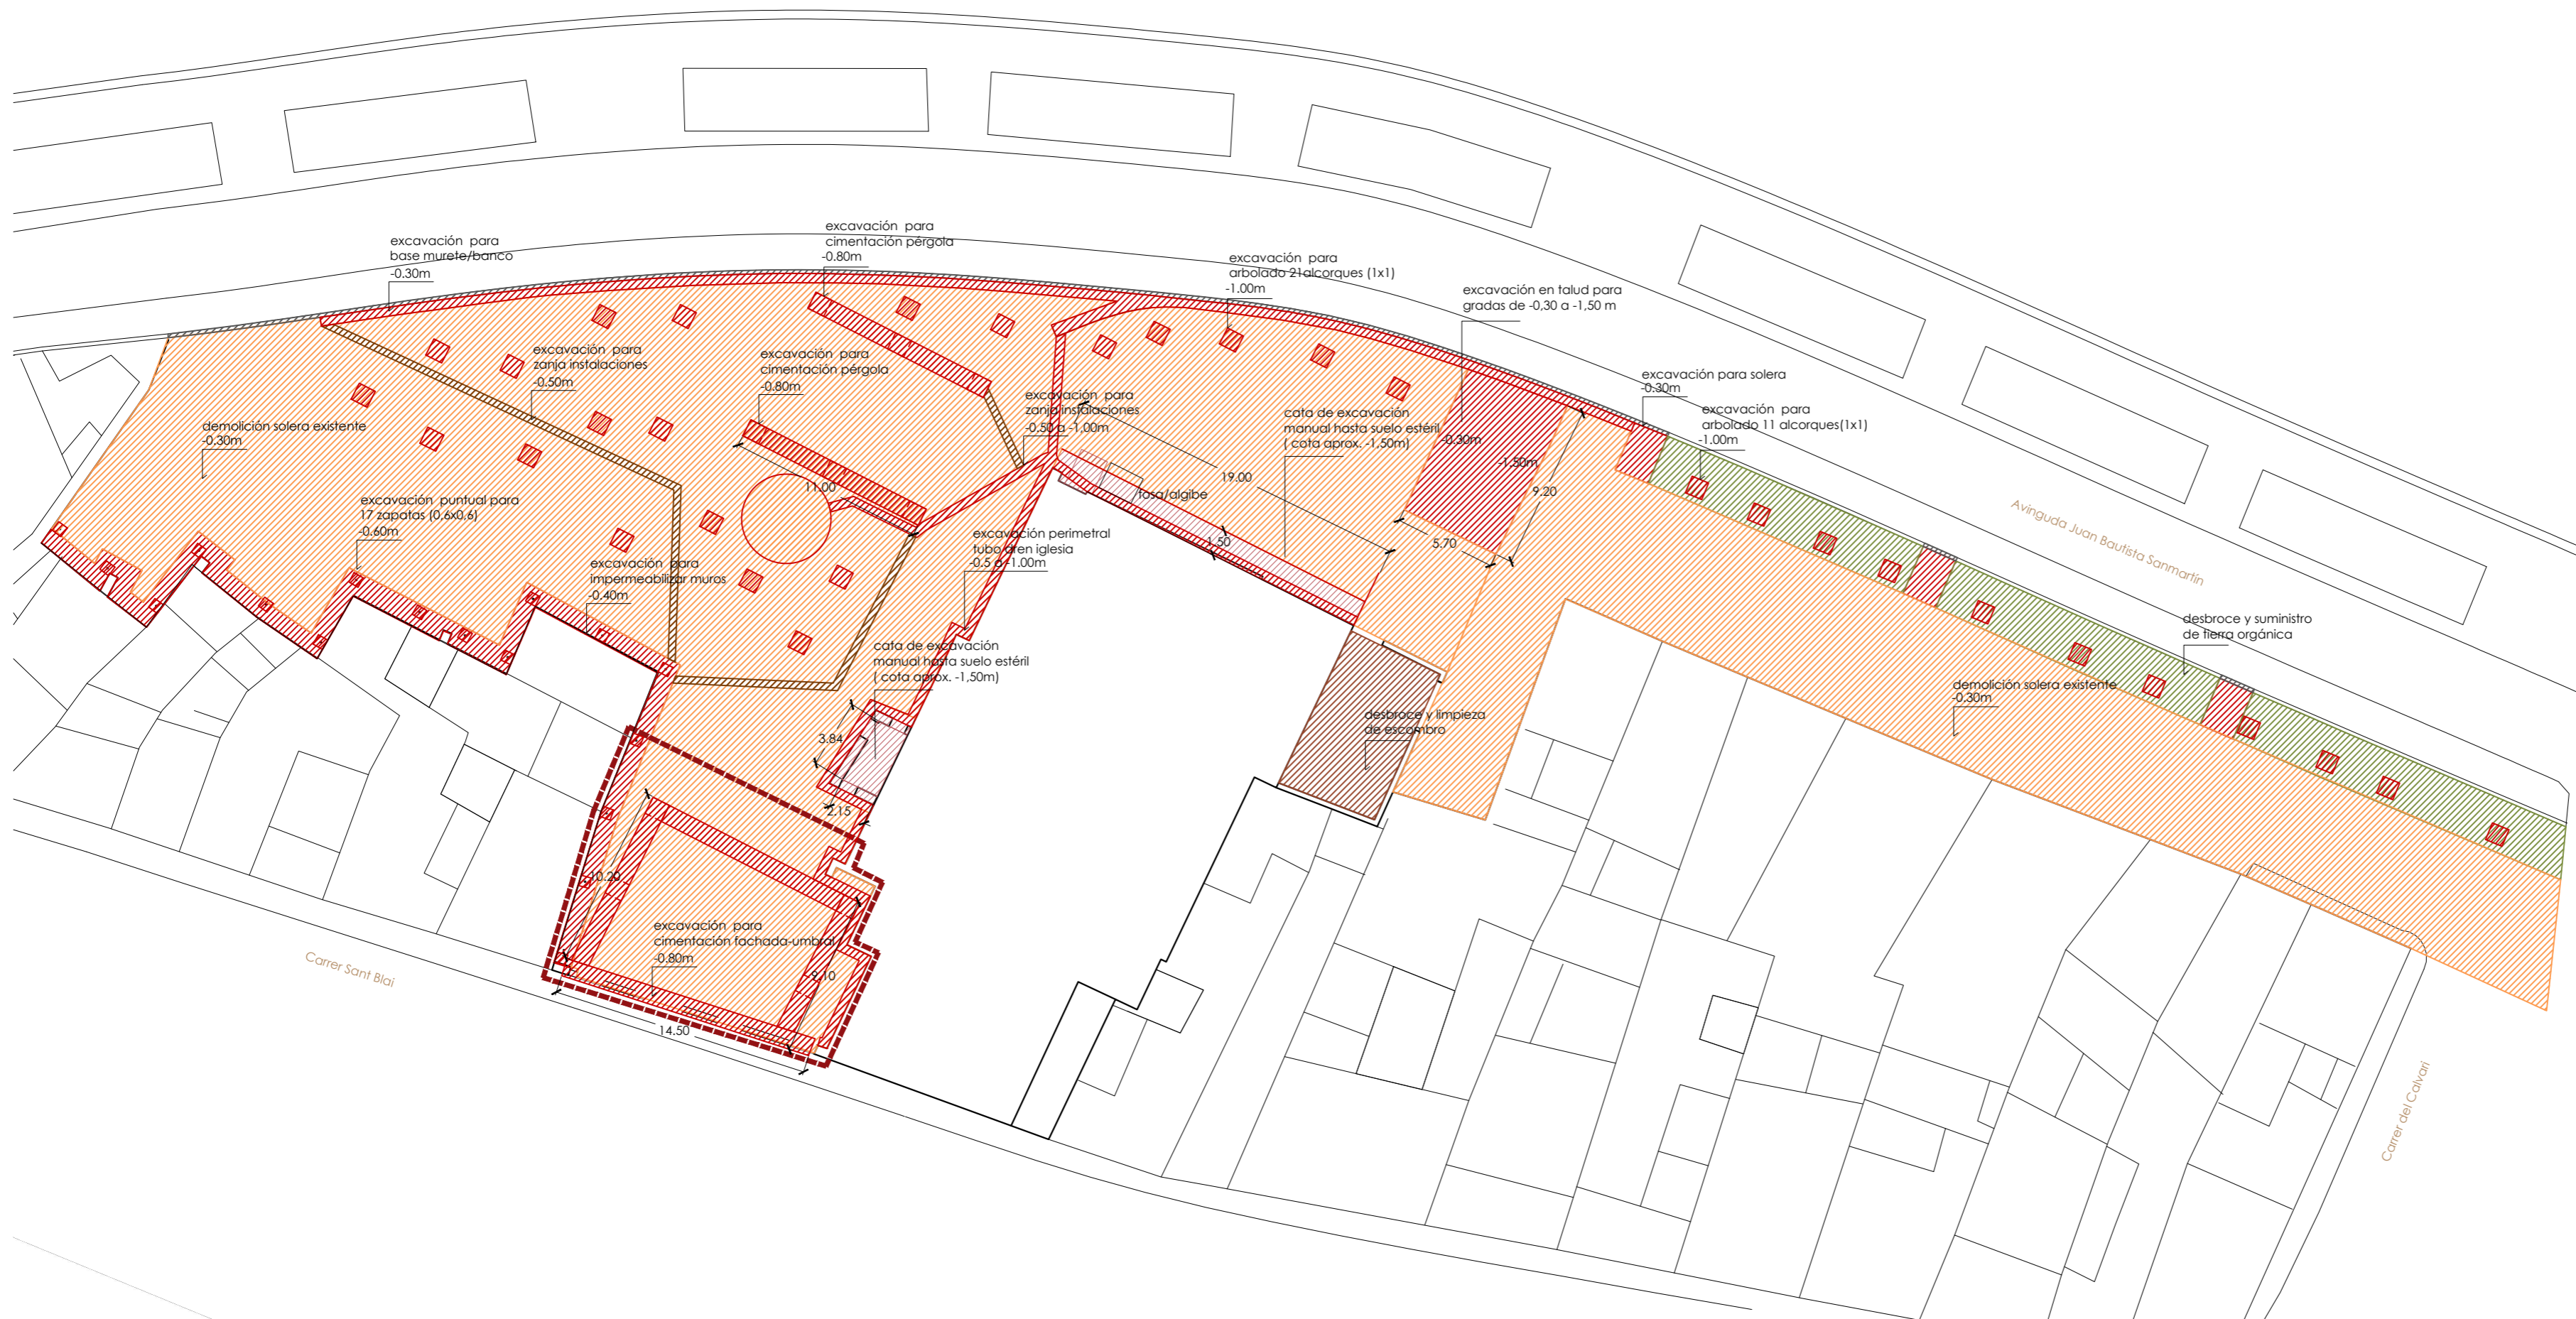 excavación para
base murete/banco
-0.30m
excavación para
cimentación pérgola
-0.80m
excavación para
arbolado 21alcorques (1x1)
-1.00m
excavación en talud para
gradas de -0,30 a -1,50 m
excavación para
zanja instalaciones
-0.50m
excavación para
cimentación pérgola
-0.80m
excavación para
zanja instalaciones
-0.50 a -1,00m
cata de excavación
manual hasta suelo estéril
( cota aprox. -1,50m)
-0.30m
-1,50m
excavación para solera
-0.30m
excavación para
arbolado 11 alcorques(1x1)
-1.00m
demolición solera existente
-0.30m
11.00
19.00
9.20
fosa/algibe
excavación puntual para
17 zapatas (0,6x0,6)
-0.60m
1.50
5.70
Avinguda Juan Bautista Sanmartín
excavación perimetral
tubo dren iglesia
-0.5 a -1.00m
excavación para
impermeabilizar muros
-0.40m
desbroce y suministro
de tierra orgánica
cata de excavación
manual hasta suelo estéril
( cota aprox. -1,50m)
demolición solera existente
-0.30m
desbroce y limpieza
de escombro
3.84
2.15
10.20
excavación para
cimentación fachada-umbral
-0.80m
9.10
Carrer Sant Blai
14.50
Carrer del Calvari